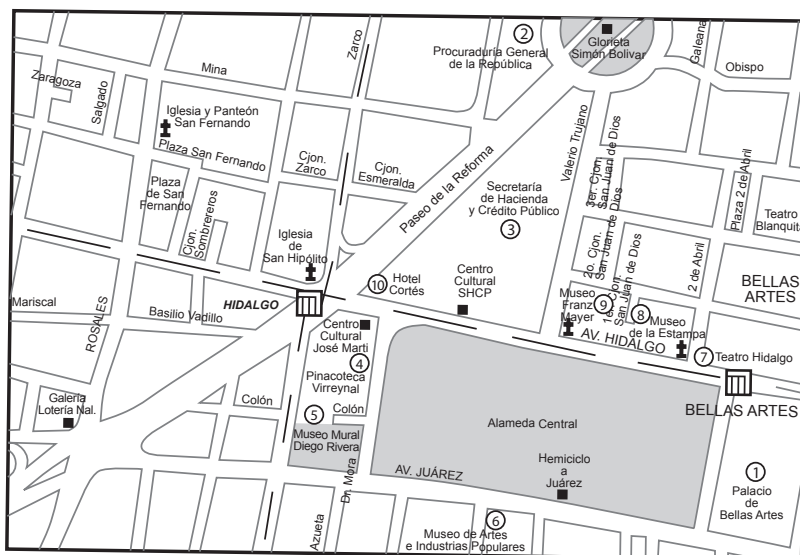 2
Procuraduría General
de la República
Glorieta
Simón Bolivar
Galeana
Obispo
Zarco
Mina
Zaragoza
Salgado
Iglesia y Panteón
San Fernando
Plaza San Fernando
Cjon.
Zarco
Cjon.
Esmeralda
Paseo de la Reforma
Valerio Trujano
3er. Cjon.
San Juan de Dios
Plaza 2 de Abril
Teatro
Blanquita
Plaza
de San
Fernando
Cjon.
Sombrereros
Secretaría
de Hacienda
y Crédito Público
3
2o. Cjon.
San Juan de Dios
2 de Abril
Iglesia
de
San Hipólito
10
Hotel
Cortés
Centro
Cultural
SHCP
BELLAS
ARTES
Museo
Franz
Mayer
9
1er. Cjon.
San Juan de Dios
8
Museo
de la Estampa
Mariscal
ROSALES
Basilio Vadillo
HIDALGO
AV. HIDALGO
7
Teatro Hidalgo
Centro
Cultural
José Marti
4
Pinacoteca
Virreynal
BELLAS ARTES
Galería
Lotería Nal.
Colón
5
Colón
Museo Mural
Diego Rivera
Alameda Central
Dr. Mora
AV. JUÁREZ
Hemiciclo
a
Juárez
1
Palacio
de
Bellas Artes
Azueta
6
Museo de Artes
e Industrias Populares